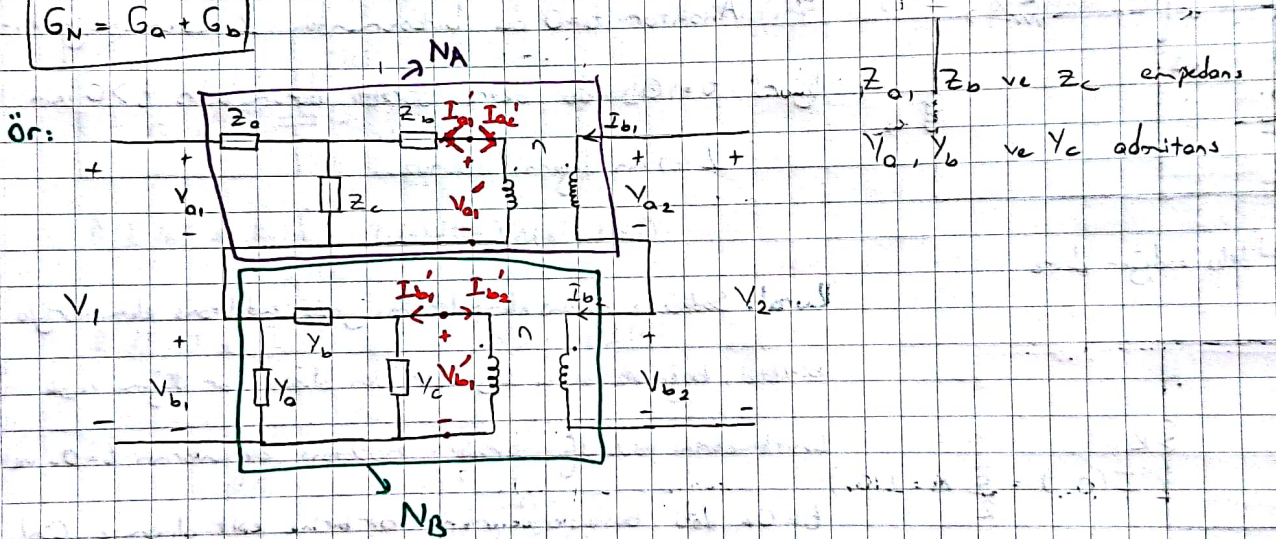 G_N = G_a + G_b
N_A
Z_a, Z_b ve Z_c empedans
Y_a, Y_b ve Y_c admitans
Ör:
Z_a
Z_b
I_a1'
I_a2'
n
I_b1
+
+
V_a1
-
Z_c
+
V_a1'
-
+
V_a2
-
+
V_1
I_b1'
I_b2'
n
I_b2
V_2
+
V_b1
-
-
Y_b
Y_a
Y_c
+
V_b1'
-
+
V_b2
-
-
N_B